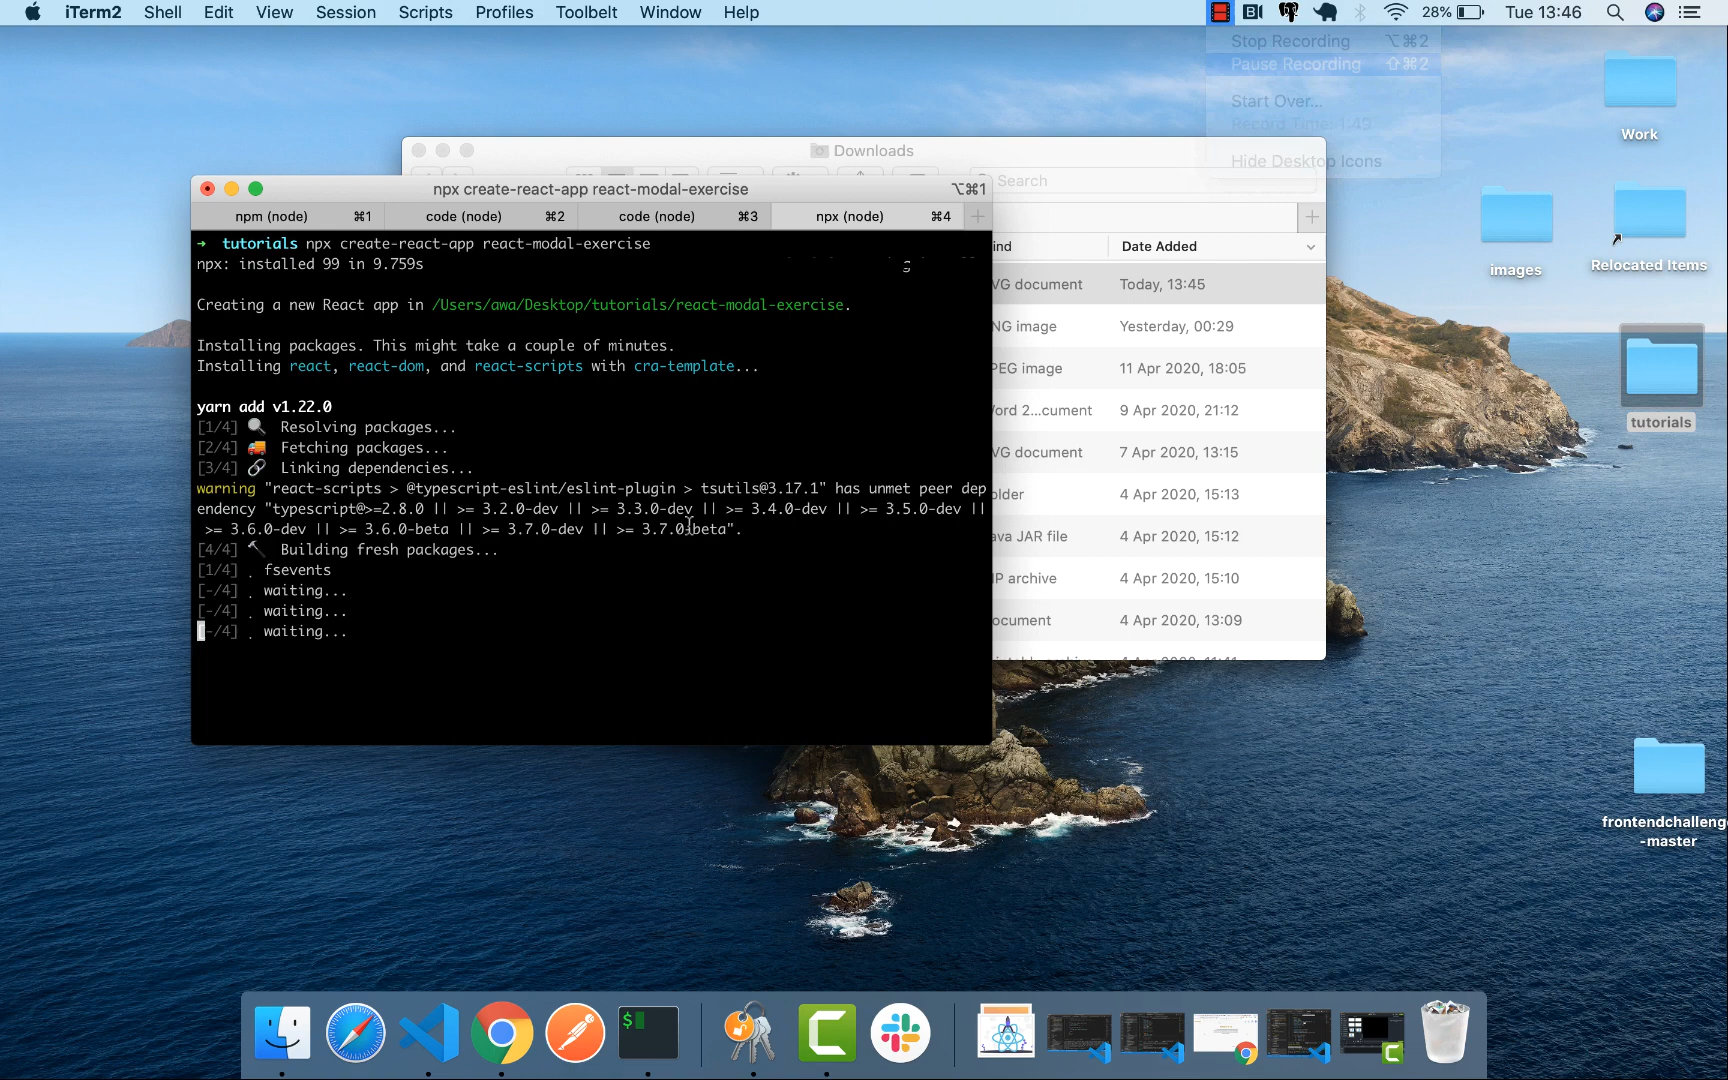 iTerm2 Shell Edit View Session Scripts Profiles Toolbelt Window Help 28% Tue 13:46
Stop Recording ⌥⌘2
Pause Recording ⇧⌘2
Start Over...
Record Time: 1:49
Hide Desktop Icons
Work
images
Relocated Items
tutorials
frontendchalleng
-master
Downloads
Search
ind Date Added
VG document Today, 13:45
NG image Yesterday, 00:29
PEG image 11 Apr 2020, 18:05
ord 2...cument 9 Apr 2020, 21:12
VG document 7 Apr 2020, 13:15
older 4 Apr 2020, 15:13
ava JAR file 4 Apr 2020, 15:12
IP archive 4 Apr 2020, 15:10
ocument 4 Apr 2020, 13:09
npx create-react-app react-modal-exercise ⌥⌘1
npm (node) ⌘1 code (node) ⌘2 code (node) ⌘3 npx (node) ⌘4
→ tutorials npx create-react-app react-modal-exercise
npx: installed 99 in 9.759s
Creating a new React app in /Users/awa/Desktop/tutorials/react-modal-exercise.
Installing packages. This might take a couple of minutes.
Installing react, react-dom, and react-scripts with cra-template...
yarn add v1.22.0
[1/4] 🔍 Resolving packages...
[2/4] 🚚 Fetching packages...
[3/4] 🔗 Linking dependencies...
warning "react-scripts > @typescript-eslint/eslint-plugin > tsutils@3.17.1" has unmet peer dep
endency "typescript@>=2.8.0 || >= 3.2.0-dev || >= 3.3.0-dev || >= 3.4.0-dev || >= 3.5.0-dev ||
>= 3.6.0-dev || >= 3.6.0-beta || >= 3.7.0-dev || >= 3.7.0-beta".
[4/4] 🔨 Building fresh packages...
[1/4] fsevents
[-/4] waiting...
[-/4] waiting...
[-/4] waiting...